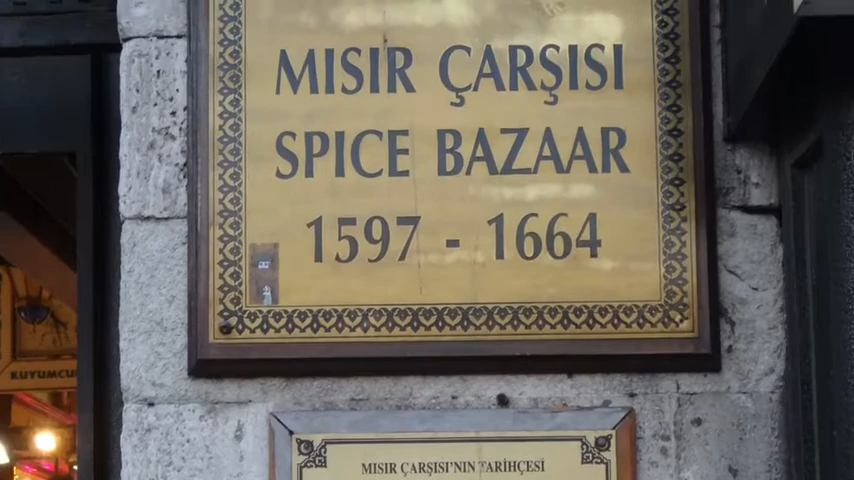 MISIR ÇARŞISI
SPICE BAZAAR
1597 - 1664
KUYUMCU
MISIR ÇARŞISI'NIN TARİHÇESİ